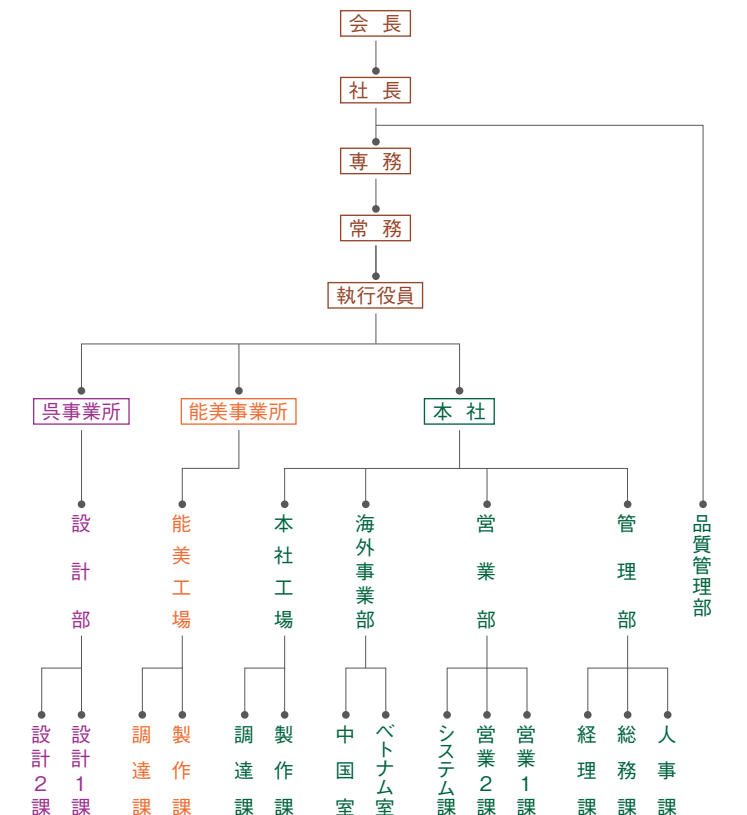 会長
社長
専務
常務
執行役員
呉事業所
能美事業所
本社
設計部
能美工場
本社工場
海外事業部
営業部
管理部
品質管理部
設計2課
設計1課
調達課
製作課
調達課
製作課
中国室
ベトナム室
システム課
営業2課
営業1課
経理課
総務課
人事課